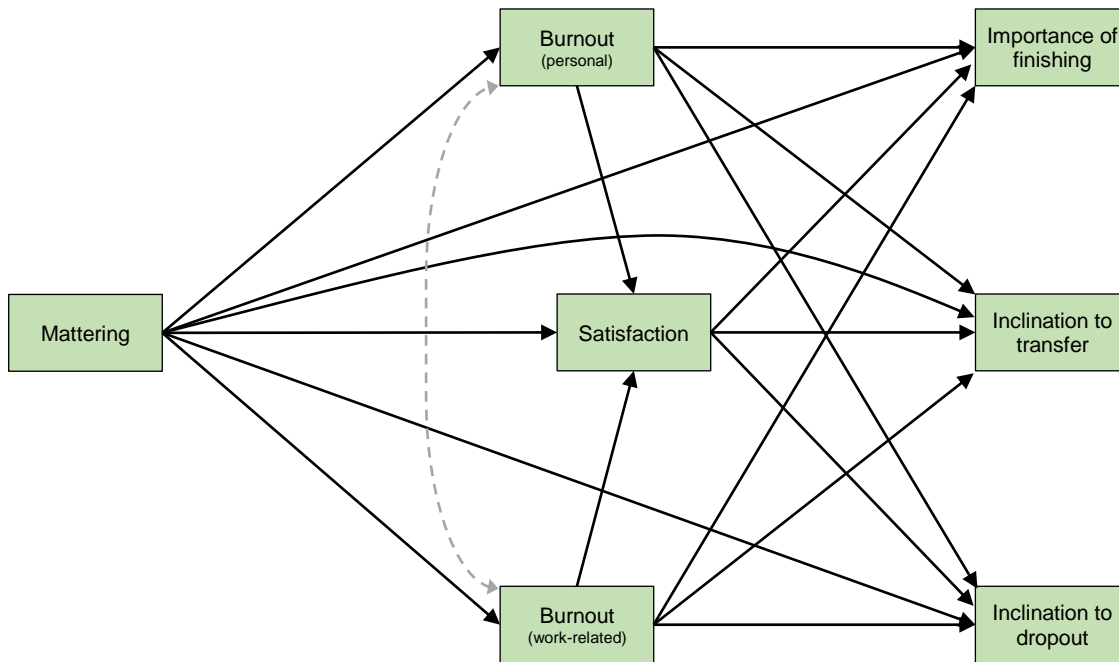 Burnout
(personal)
Importance of
finishing
Mattering
Satisfaction
Inclination to
transfer
Burnout
(work-related)
Inclination to
dropout